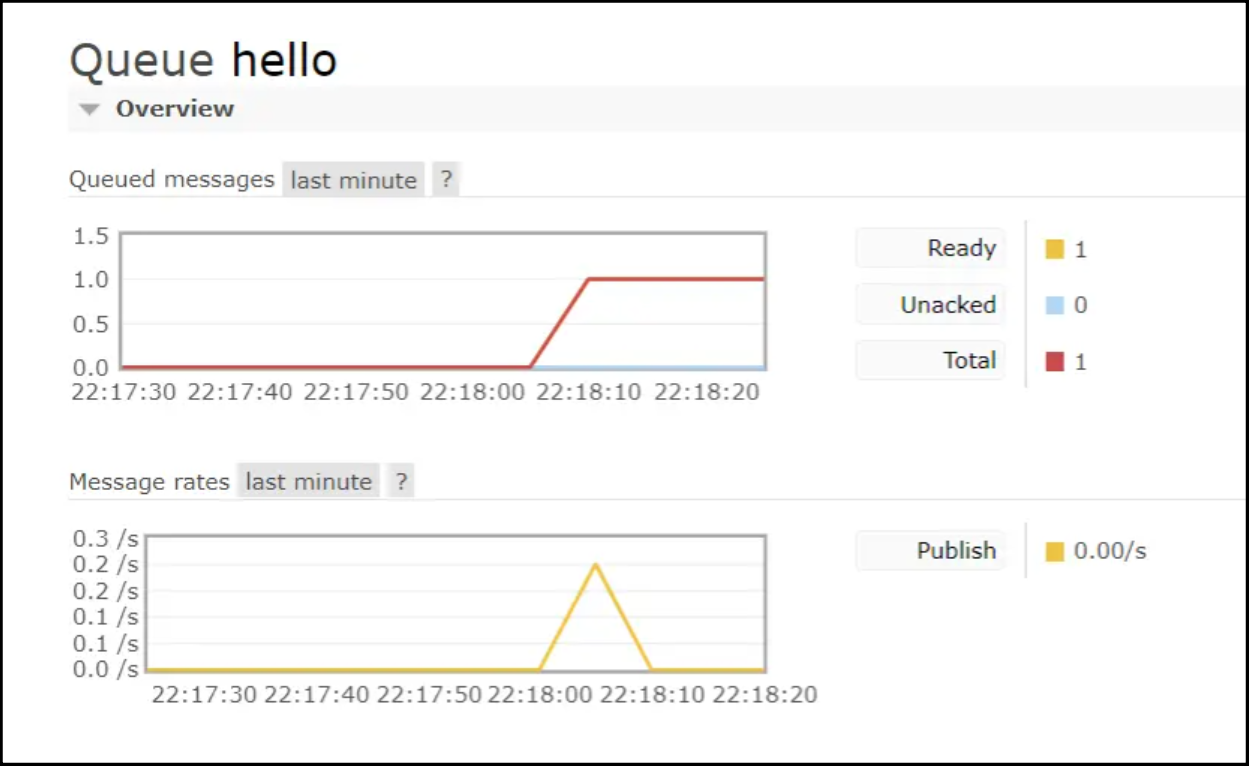 Queue hello
Overview
Queued messages last minute ?
1.5
1.0
0.5
0.0
22:17:30 22:17:40 22:17:50 22:18:00 22:18:10 22:18:20
Ready 1
Unacked 0
Total 1
Message rates last minute ?
0.3 /s
0.2 /s
0.2 /s
0.1 /s
0.1 /s
0.0 /s
22:17:30 22:17:40 22:17:50 22:18:00 22:18:10 22:18:20
Publish 0.00/s